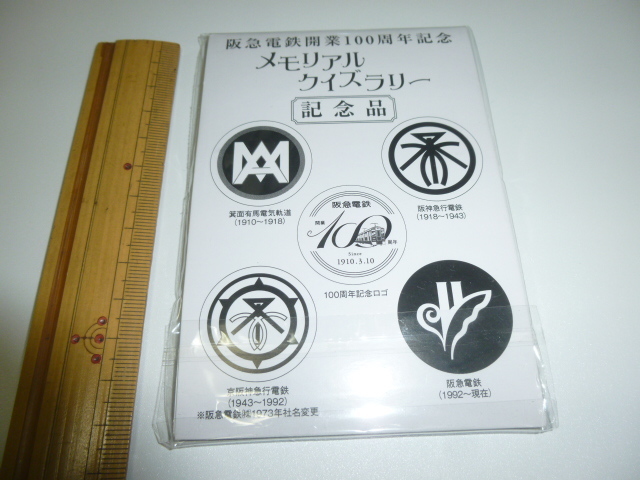 阪急電鉄開業100周年記念
メモリアル
クイズラリー
記念品
箕面有馬電気軌道
(1910～1918)
阪神急行電鉄
(1918～1943)
阪急電鉄
開業
100
周年
Since
1910.3.10
100周年記念ロゴ
京阪神急行電鉄
(1943～1992)
※阪急電鉄㈱1973年社名変更
阪急電鉄
(1992～現在)